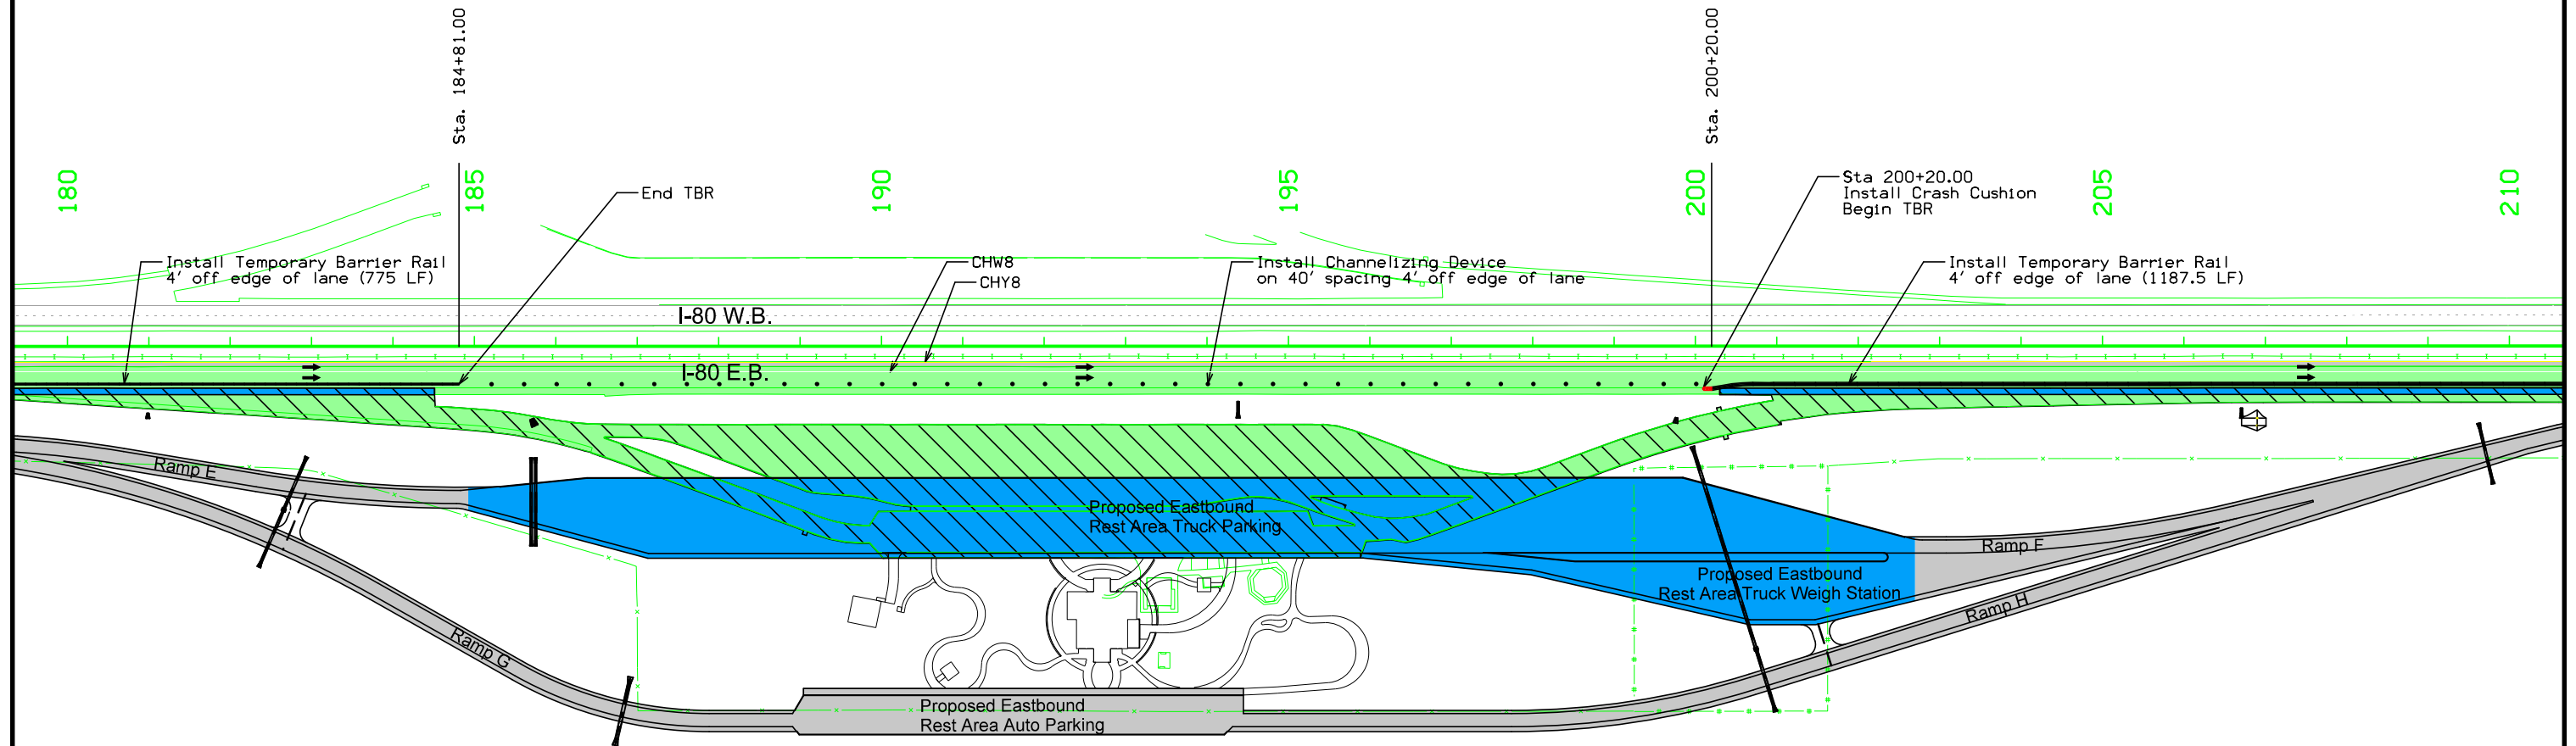 Sta. 184+81.00
Sta. 200+20.00
180
185
190
195
200
205
210
End TBR
Sta 200+20.00
Install Crash Cushion
Begin TBR
Install Temporary Barrier Rail
4' off edge of lane (775 LF)
CHW8
CHY8
Install Channelizing Device
on 40' spacing 4' off edge of lane
Install Temporary Barrier Rail
4' off edge of lane (1187.5 LF)
I-80 W.B.
I-80 E.B.
Ramp E
Proposed Eastbound
Rest Area Truck Parking
Ramp F
Proposed Eastbound
Rest Area Truck Weigh Station
Ramp H
Ramp G
Proposed Eastbound
Rest Area Auto Parking